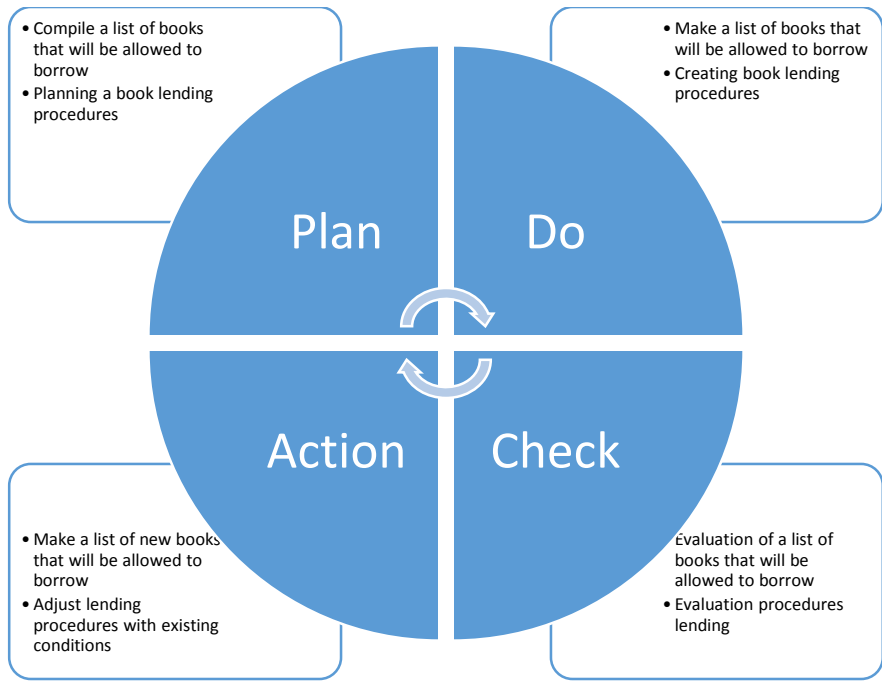 • Compile a list of books
that will be allowed to
borrow
• Planning a book lending
procedures
• Make a list of books that
will be allowed to borrow
• Creating book lending
procedures
Plan
Do
Action
Check
• Make a list of new books
that will be allowed to
borrow
• Adjust lending
procedures with existing
conditions
Evaluation of a list of
books that will be
allowed to borrow
• Evaluation procedures
lending